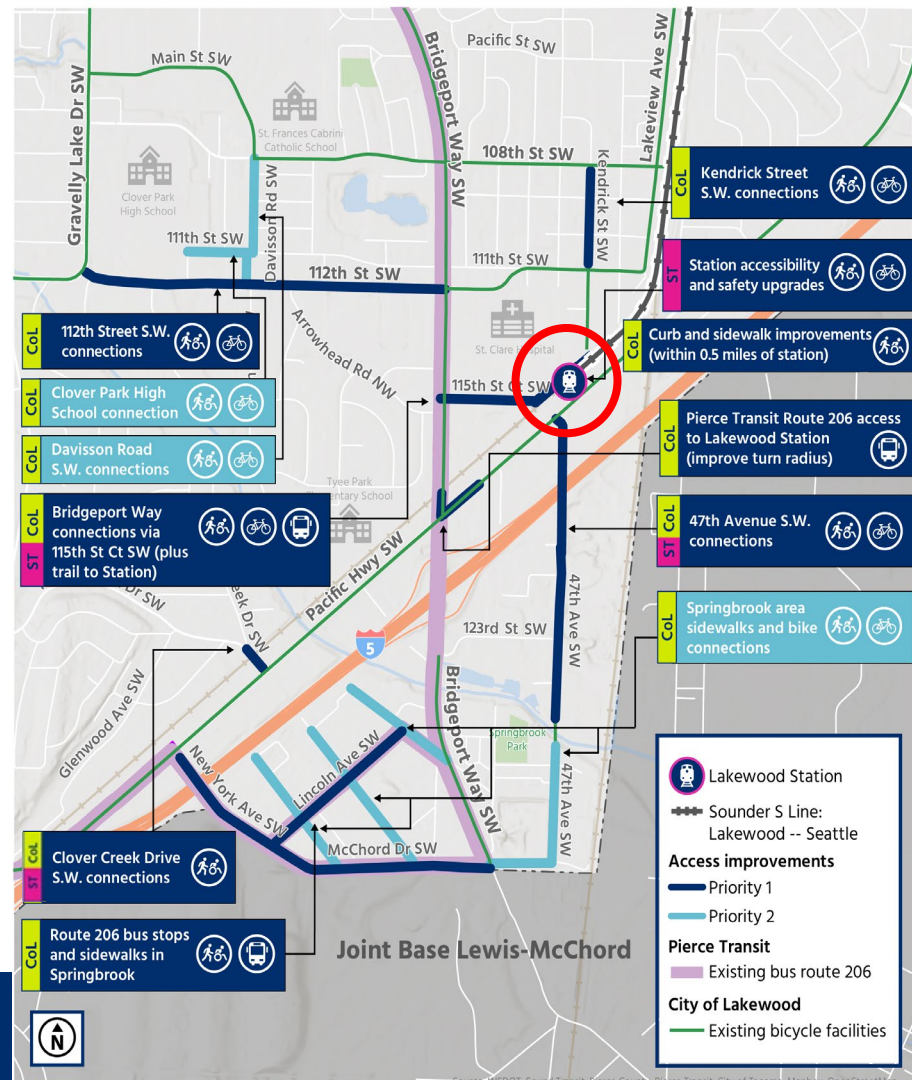 Main St SW
Pacific St SW
Bridgeport Way SW
Lakeview Ave SW
Gravelly Lake Dr SW
St. Frances Cabrini
Catholic School
Clover Park
High School
108th St SW
Kendrick St SW
Davisson Rd SW
111th St SW
111th St SW
112th St SW
CoL
Kendrick Street
S.W. connections
ST
Station accessibility
and safety upgrades
CoL
Curb and sidewalk improvements
(within 0.5 miles of station)
CoL
112th Street S.W.
connections
Arrowhead Rd NW
St. Clare Hospital
115th St Ct SW
CoL
Clover Park High
School connection
CoL
Davisson Road
S.W. connections
CoL
Pierce Transit Route 206 access
to Lakewood Station
(improve turn radius)
Tyee Park
Elementary School
CoL
ST
Bridgeport Way
connections via
115th St Ct SW (plus
trail to Station)
CoL
ST
47th Avenue S.W.
connections
Pacific Hwy SW
Dr SW
eek Dr SW
5
123rd St SW
47th Ave SW
CoL
Springbrook area
sidewalks and bike
connections
Glenwood Ave SW
Bridgeport Way SW
Springbrook
Park
New York Ave SW
Lincoln Ave SW
47th Ave SW
McChord Dr SW
CoL
ST
Clover Creek Drive
S.W. connections
CoL
Route 206 bus stops
and sidewalks in
Springbrook
Joint Base Lewis-McChord
N
Lakewood Station
Sounder S Line:
Lakewood -- Seattle
Access improvements
Priority 1
Priority 2
Pierce Transit
Existing bus route 206
City of Lakewood
Existing bicycle facilities